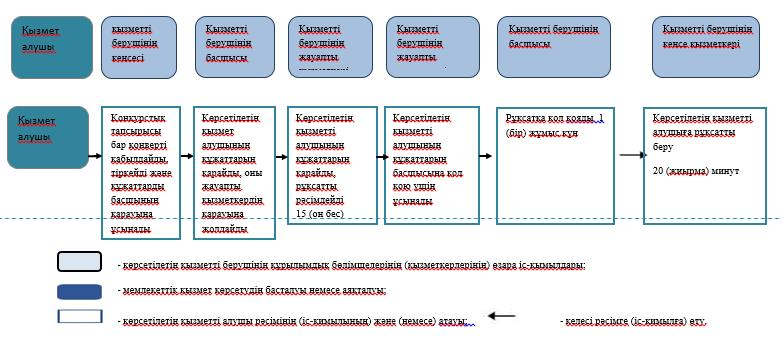 Қызмет
алушы
қызметті
берушінің
кеңсесі
Қызметті
берушінің
басшысы
Қызметті
берушінің
жауапты
Қызметті
берушінің
жауапты
Қызметті берушінің
басшысы
Қызметті берушінің
кеңсе қызметкері
Қызмет
алушы
Конкурстық
тапсырысы
бар конверті
қабылдайды,
тіркейді және
құжаттарды
басшының
қарауына
ұсынады
Көрсетілетін
қызмет
алушының
құжаттарын
қарайды, оны
жауапты
қызметкердің
қарауына
жолдайды
Көрсетілетін
қызметті
алушының
құжаттарын
қарайды,
рұқсатты
рәсімдейді
15 (он бес)
Көрсетілетін
қызметті
алушының
құжаттарын
басшысына қол
қою үшін
ұсынады
Рұқсатқа қол қояды, 1
(бір) жұмыс күн
Көрсетілетін қызметті
алушыға рұқсатты
беру
20 (жиырма) минут
- көрсетілетін қызметті берушінің құрылымдық бөлімшелерінің (қызметкерлерінің) өзара іс-қимылдары;
- мемлекеттік қызмет көрсетудің басталуы немесе аяқталуы;
- көрсетілетін қызметті алушы рәсімінің (іс-қимылының) және (немесе) атауы;
- келесі рәсімге (іс-қимылға) өту.